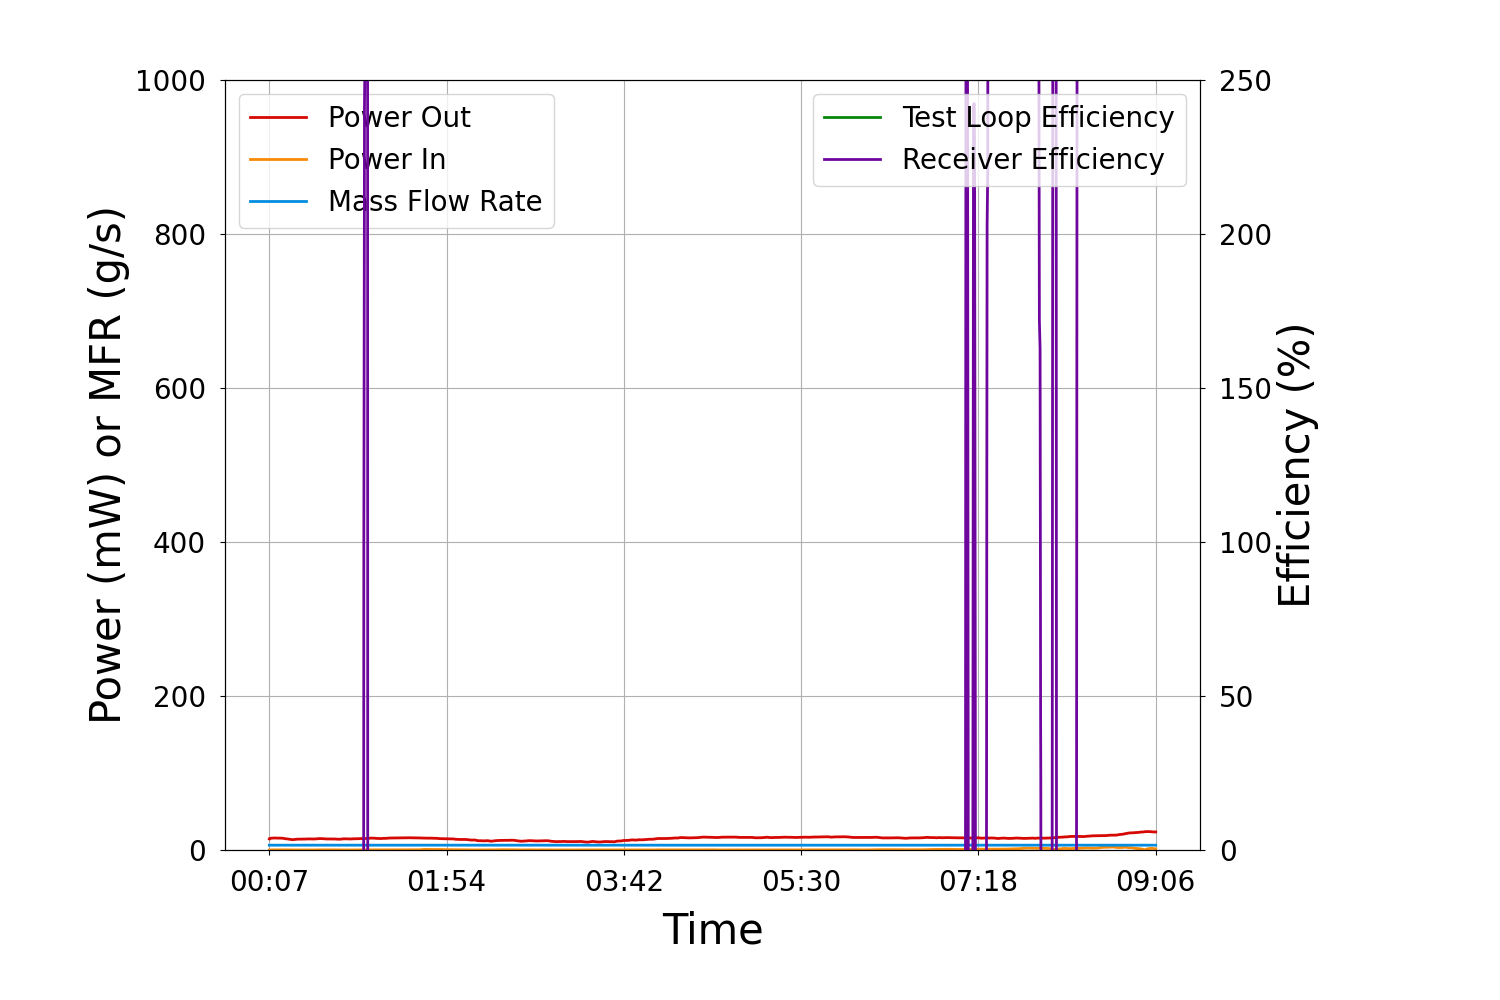 1000
800
600
400
200
0
Power (mW) or MFR (g/s)
Power Out
Power In
Mass Flow Rate
Test Loop Efficiency
Receiver Efficiency
250
200
150
100
50
0
Efficiency (%)
00:07 01:54 03:42 05:30 07:18 09:06
Time